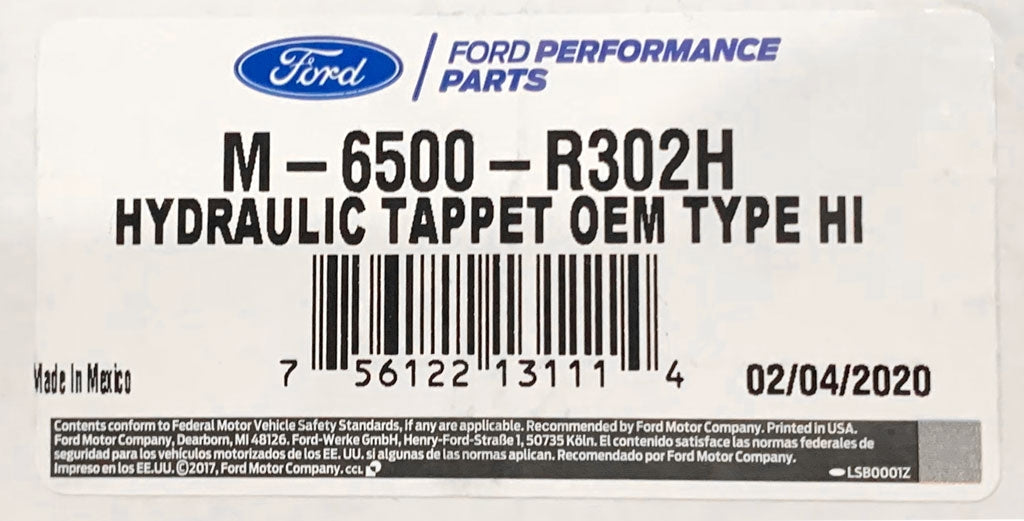 Ford
FORD PERFORMANCE
PARTS
M-6500-R302H
HYDRAULIC TAPPET OEM TYPE HI
Made In Mexico
7 56122 13111 4
02/04/2020
Contents conform to Federal Motor Vehicle Safety Standards, if any are applicable. Recommended by Ford Motor Company. Printed in USA.
Ford Motor Company, Dearborn, MI 48126. Ford-Werke GmbH, Henry-Ford-Straße 1, 50735 Köln. El contenido satisface las normas federales de
seguridad para los vehículos motorizados de los EE. UU. si algunas de las normas aplican. Recomendado por Ford Motor Company.
Impreso en los EE.UU. ©2017, Ford Motor Company. CCL
LSB0001Z